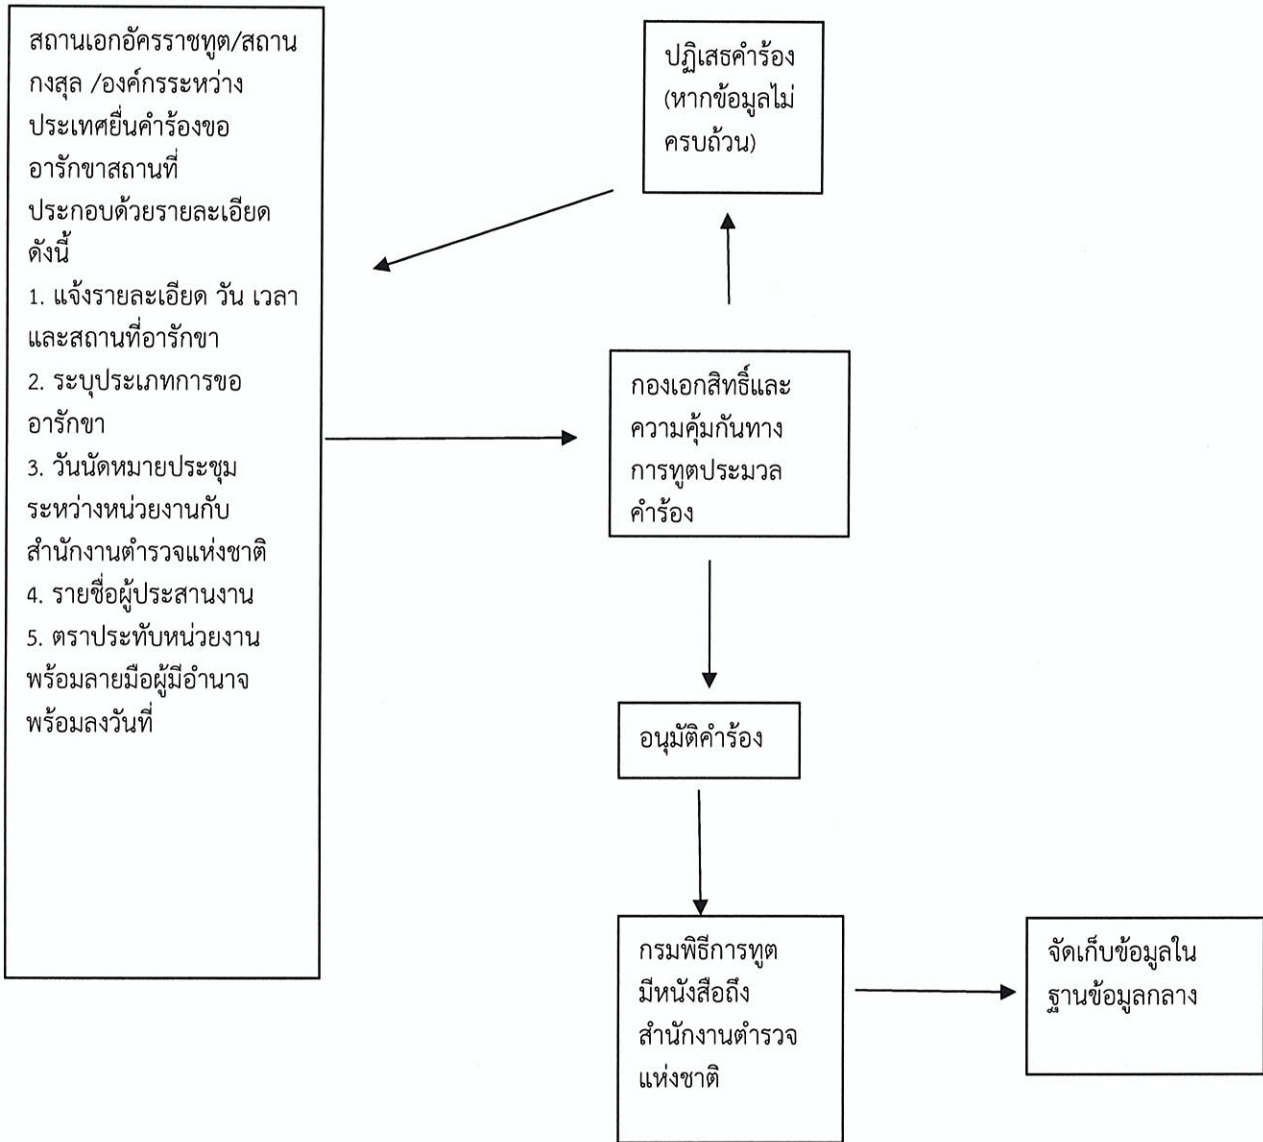 สถานเอกอัครราชทูต/สถาน
กงสุล /องค์กรระหว่าง
ประเทศยื่นคำร้องขอ
อารักขาสถานที่
ประกอบด้วยรายละเอียด
ดังนี้
1. แจ้งรายละเอียด วัน เวลา
และสถานที่อารักขา
2. ระบุประเภทการขอ
อารักขา
3. วันนัดหมายประชุม
ระหว่างหน่วยงานกับ
สำนักงานตำรวจแห่งชาติ
4. รายชื่อผู้ประสานงาน
5. ตราประทับหน่วยงาน
พร้อมลายมือผู้มีอำนาจ
พร้อมลงวันที่
ปฏิเสธคำร้อง
(หากข้อมูลไม่
ครบถ้วน)
กองเอกสิทธิ์และ
ความคุ้มกันทาง
การทูตประมวล
คำร้อง
อนุมัติคำร้อง
กรมพิธีการทูต
มีหนังสือถึง
สำนักงานตำรวจ
แห่งชาติ
จัดเก็บข้อมูลใน
ฐานข้อมูลกลาง